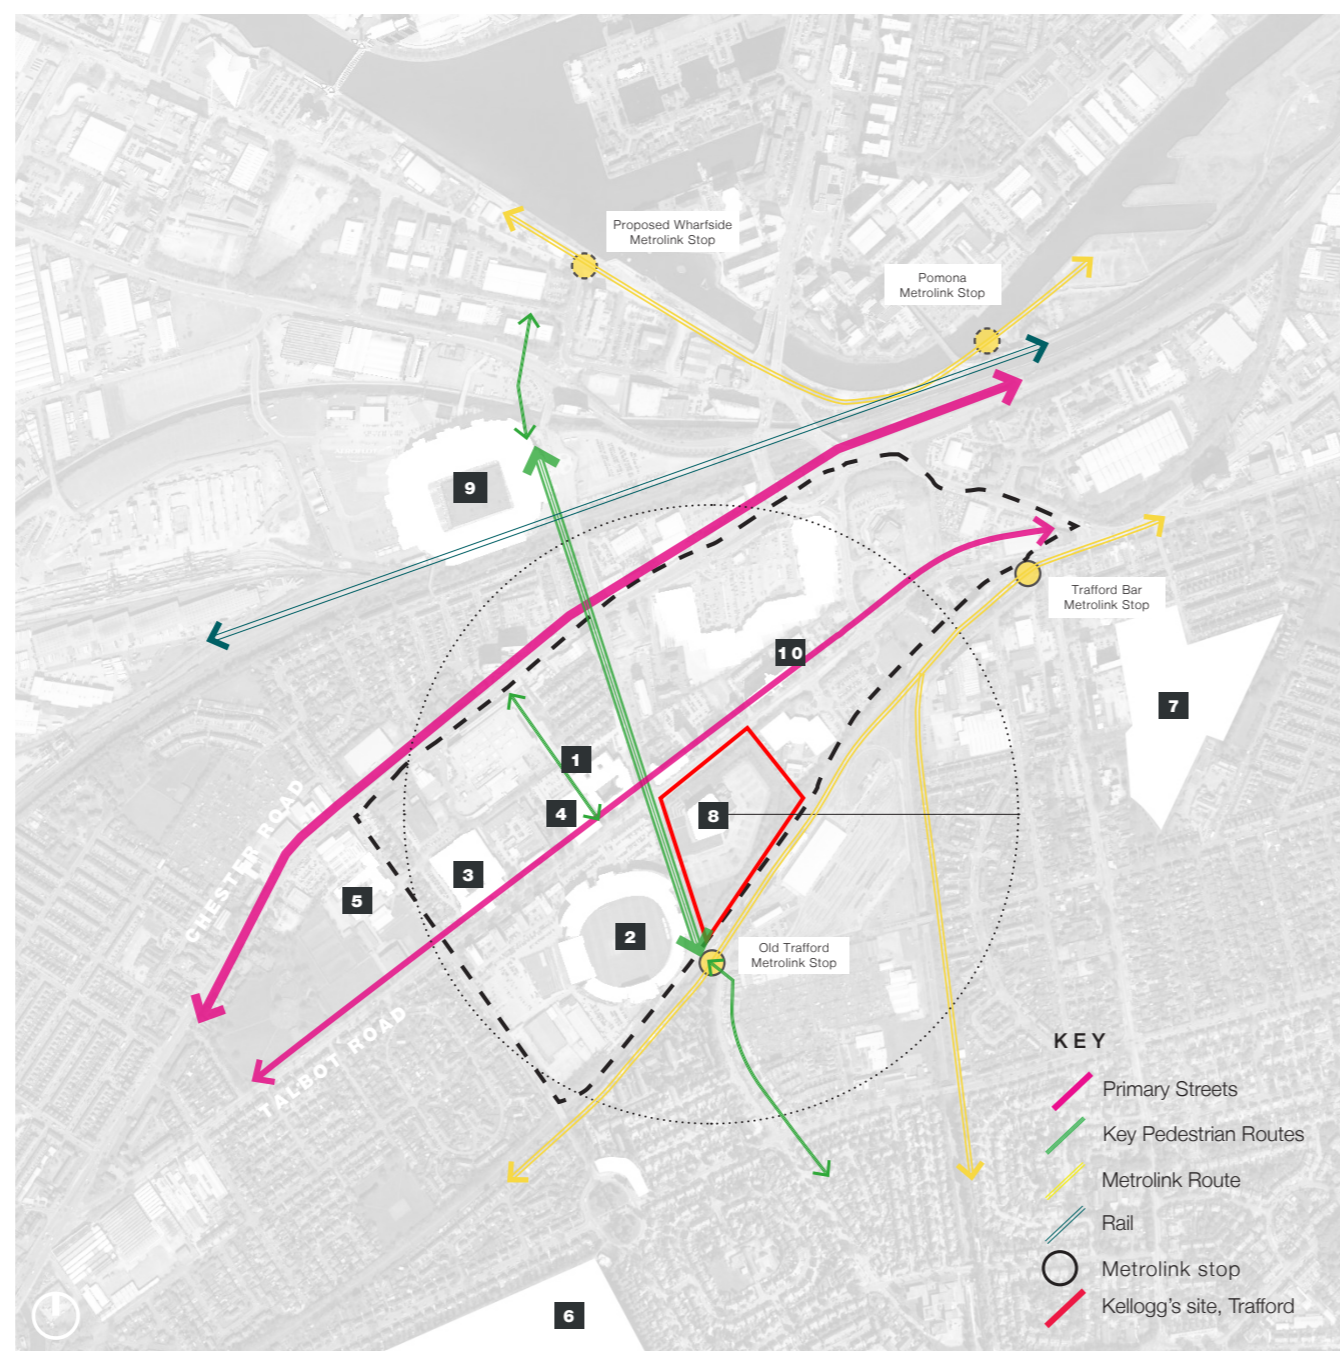 Proposed Wharfside
Metrolink Stop
Pomona
Metrolink Stop
9
Trafford Bar
Metrolink Stop
10
7
1
4
8
3
CHESTER ROAD
5
2
Old Trafford
Metrolink Stop
TALBOT ROAD
6
KEY
Primary Streets
Key Pedestrian Routes
Metrolink Route
Rail
Metrolink stop
Kellogg's site, Trafford